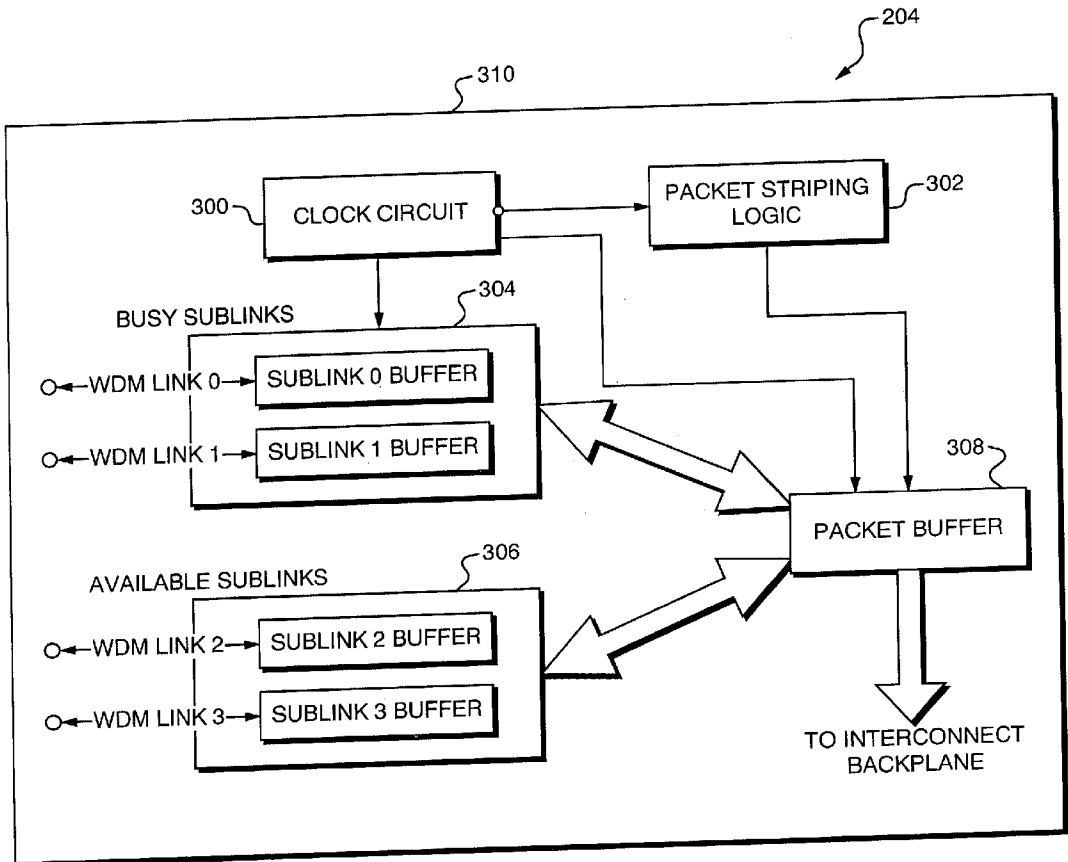 204
310
300
CLOCK CIRCUIT
PACKET STRIPING
LOGIC
302
BUSY SUBLINKS
304
WDM LINK 0
SUBLINK 0 BUFFER
WDM LINK 1
SUBLINK 1 BUFFER
308
PACKET BUFFER
AVAILABLE SUBLINKS
306
WDM LINK 2
SUBLINK 2 BUFFER
WDM LINK 3
SUBLINK 3 BUFFER
TO INTERCONNECT
BACKPLANE